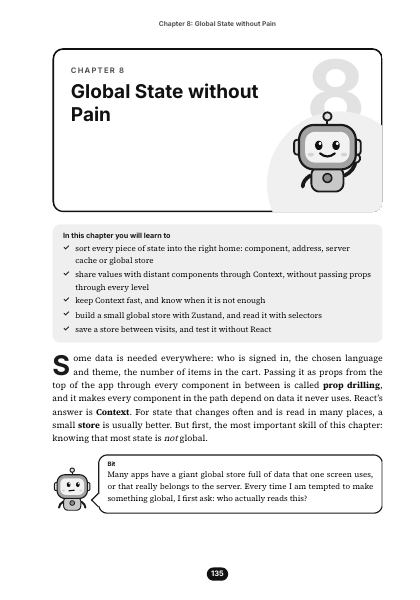 Chapter 8: Global State without Pain
8
CHAPTER 8
Global State without
Pain
In this chapter you will learn to
✓ sort every piece of state into the right home: component, address, server
cache or global store
✓ share values with distant components through Context, without passing props
through every level
✓ keep Context fast, and know when it is not enough
✓ build a small global store with Zustand, and read it with selectors
✓ save a store between visits, and test it without React
Some data is needed everywhere: who is signed in, the chosen language
and theme, the number of items in the cart. Passing it as props from the
top of the app through every component in between is called prop drilling,
and it makes every component in the path depend on data it never uses. React's
answer is Context. For state that changes often and is read in many places, a
small store is usually better. But first, the most important skill of this chapter:
knowing that most state is not global.
Bit
Many apps have a giant global store full of data that one screen uses,
or that really belongs to the server. Every time I am tempted to make
something global, I first ask: who actually reads this?
135